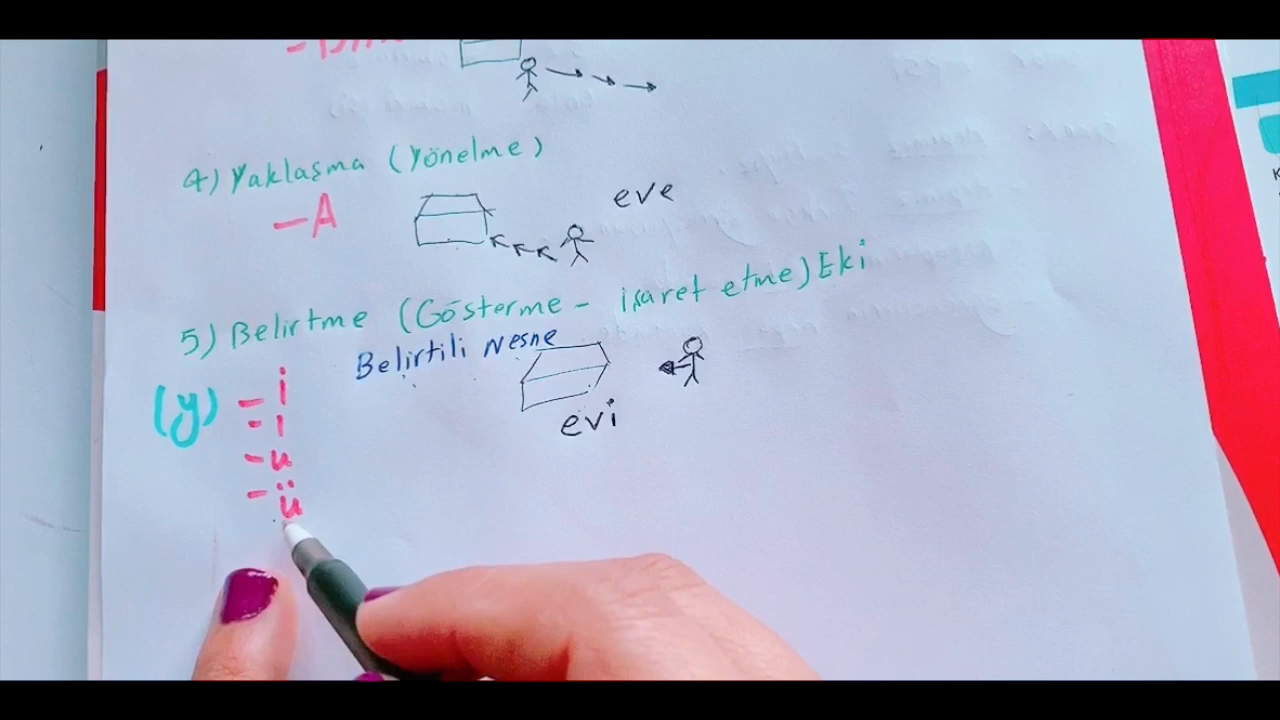 4) Yaklaşma (Yönelme)
-A
eve
5) Belirtme (Gösterme - işaret etme) Eki
Belirtili Nesne
(y) -i
-ı
-u
-ü
evi